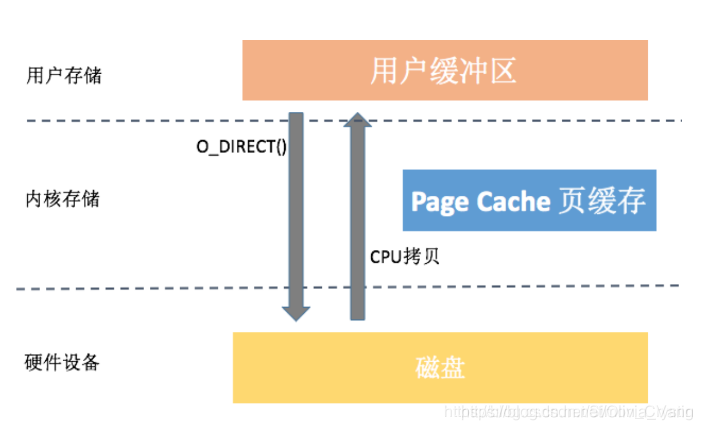 用户存储
用户缓冲区
O_DIRECT()
内核存储
Page Cache 页缓存
CPU拷贝
硬件设备
磁盘